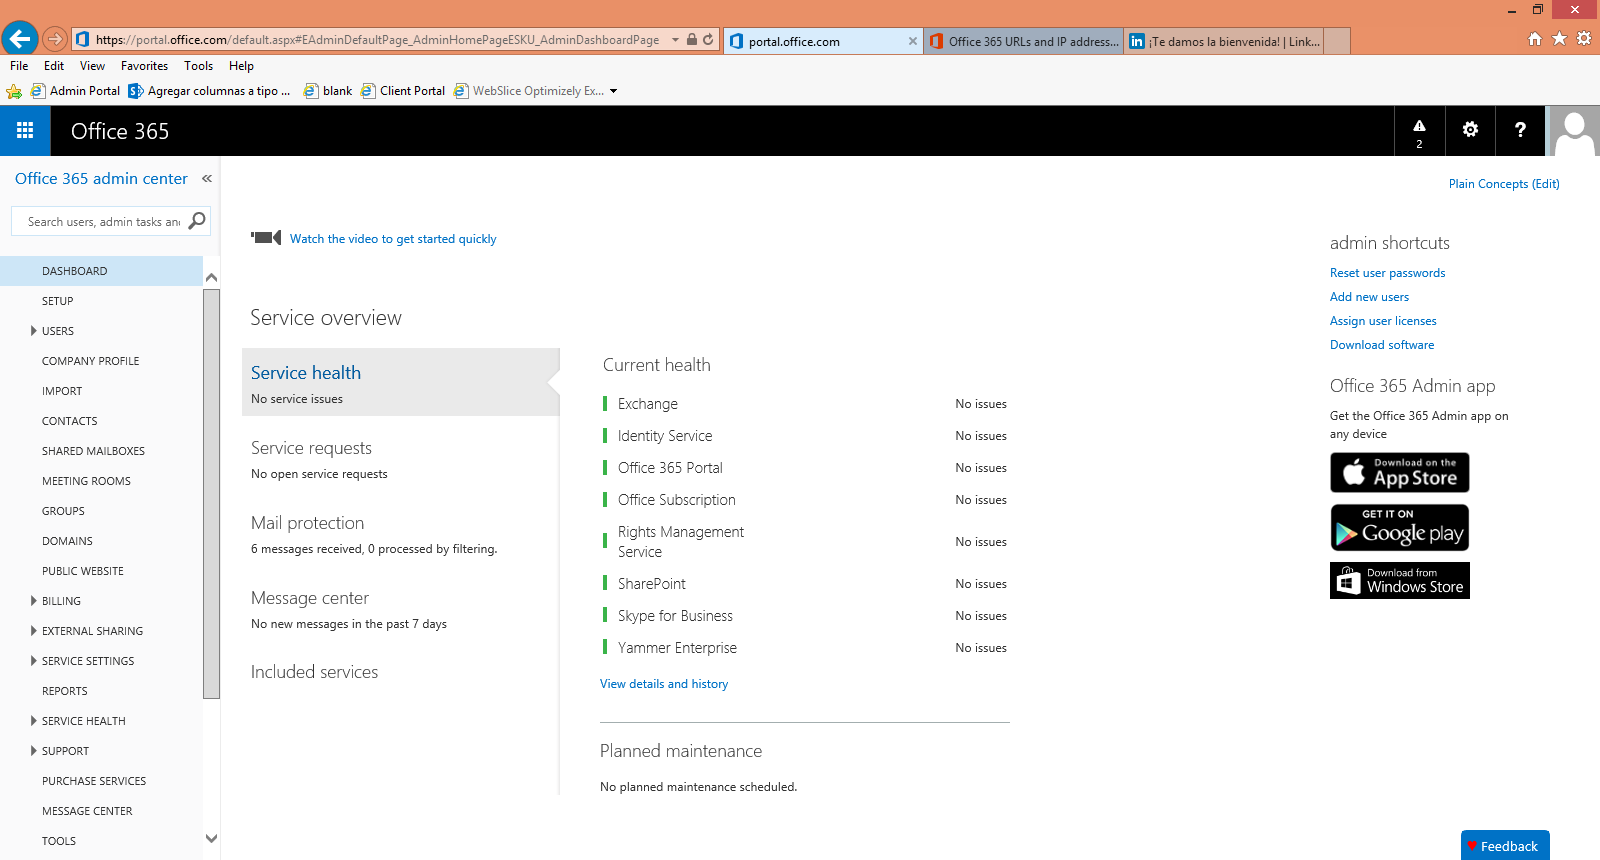 https://portal.office.com/default.aspx#EAdminDefaultPage_AdminHomePageESKU_AdminDashboardPage
portal.office.com
Office 365 URLs and IP address...
¡Te damos la bienvenida! | Link...
File Edit View Favorites Tools Help
Admin Portal
Agregar columnas a tipo ...
blank
Client Portal
WebSlice Optimizely Ex...
Office 365
2
?
Office 365 admin center «
Plain Concepts (Edit)
Search users, admin tasks and
DASHBOARD
SETUP
USERS
COMPANY PROFILE
IMPORT
CONTACTS
SHARED MAILBOXES
MEETING ROOMS
GROUPS
DOMAINS
PUBLIC WEBSITE
BILLING
EXTERNAL SHARING
SERVICE SETTINGS
REPORTS
SERVICE HEALTH
SUPPORT
PURCHASE SERVICES
MESSAGE CENTER
TOOLS
Watch the video to get started quickly
Service overview
Service health
No service issues
Service requests
No open service requests
Mail protection
6 messages received, 0 processed by filtering.
Message center
No new messages in the past 7 days
Included services
Current health
Exchange No issues
Identity Service No issues
Office 365 Portal No issues
Office Subscription No issues
Rights Management
Service No issues
SharePoint No issues
Skype for Business No issues
Yammer Enterprise No issues
View details and history
Planned maintenance
No planned maintenance scheduled.
admin shortcuts
Reset user passwords
Add new users
Assign user licenses
Download software
Office 365 Admin app
Get the Office 365 Admin app on
any device
Download on the
App Store
GET IT ON
Google play
Download from
Windows Store
Feedback